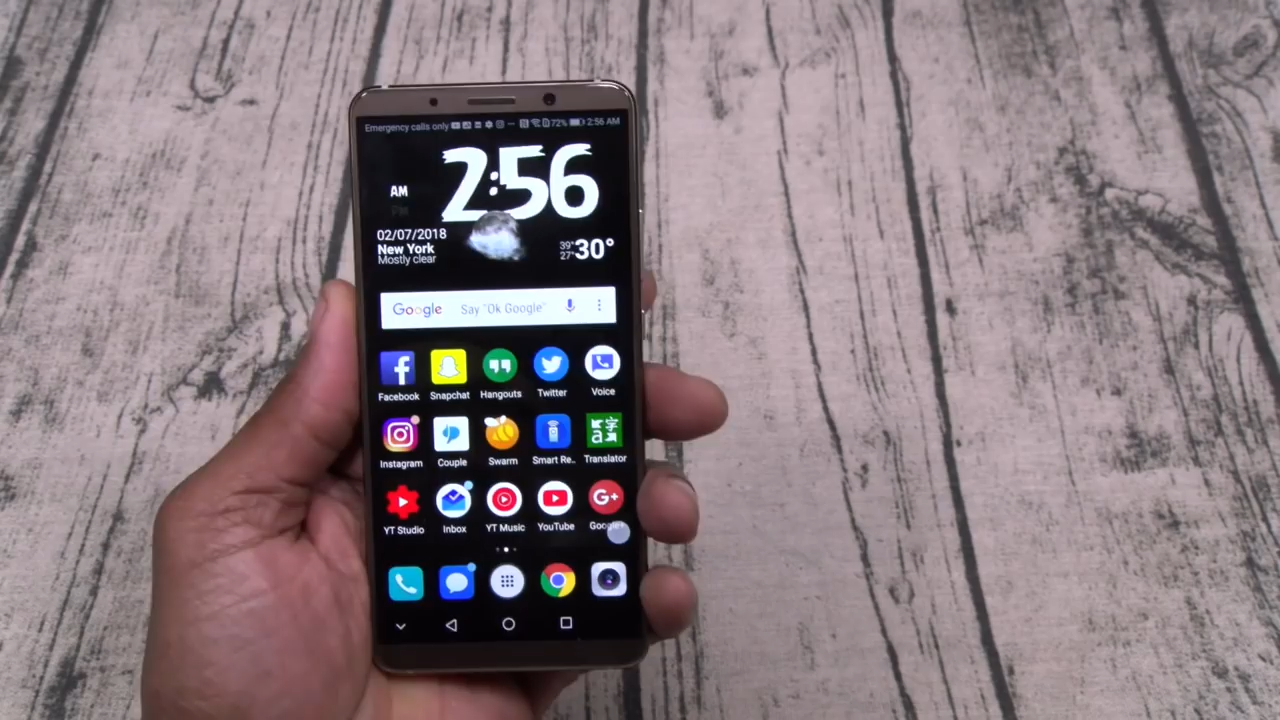 Emergency calls only 72% 2:56 AM
2:56
AM
PM
02/07/2018
New York
Mostly clear
39°
27°
30°
Google Say "Ok Google"
Facebook Snapchat Hangouts Twitter Voice
Instagram Couple Swarm Smart Re.. Translator
YT Studio Inbox YT Music YouTube Google+